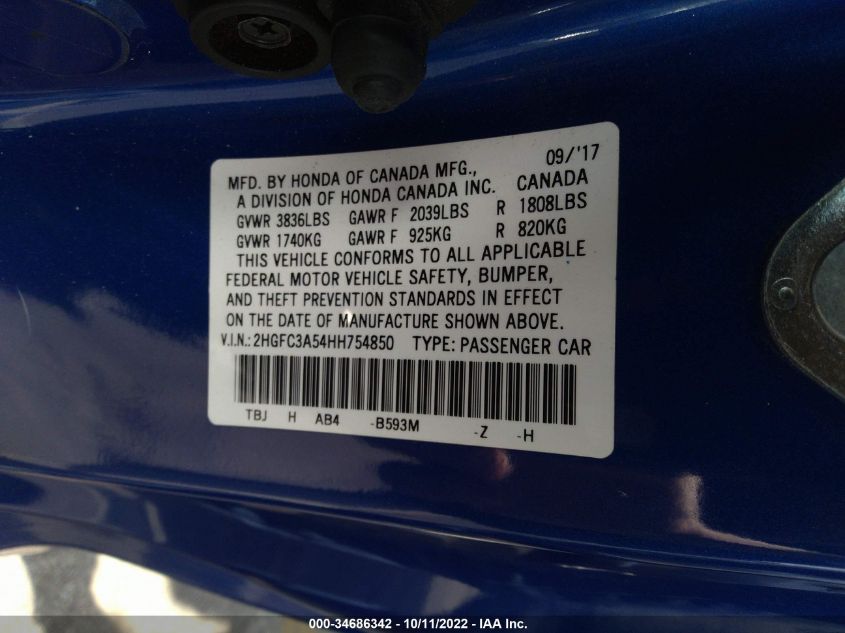 MFD. BY HONDA OF CANADA MFG., 09/'17
A DIVISION OF HONDA CANADA INC. CANADA
GVWR 3836LBS GAWR F 2039LBS R 1808LBS
GVWR 1740KG GAWR F 925KG R 820KG
THIS VEHICLE CONFORMS TO ALL APPLICABLE
FEDERAL MOTOR VEHICLE SAFETY, BUMPER,
AND THEFT PREVENTION STANDARDS IN EFFECT
ON THE DATE OF MANUFACTURE SHOWN ABOVE.
V.I.N.: 2HGFC3A54HH754850 TYPE: PASSENGER CAR
TBJ H AB4 -B593M -Z -H
000-34686342 - 10/11/2022 - IAA Inc.